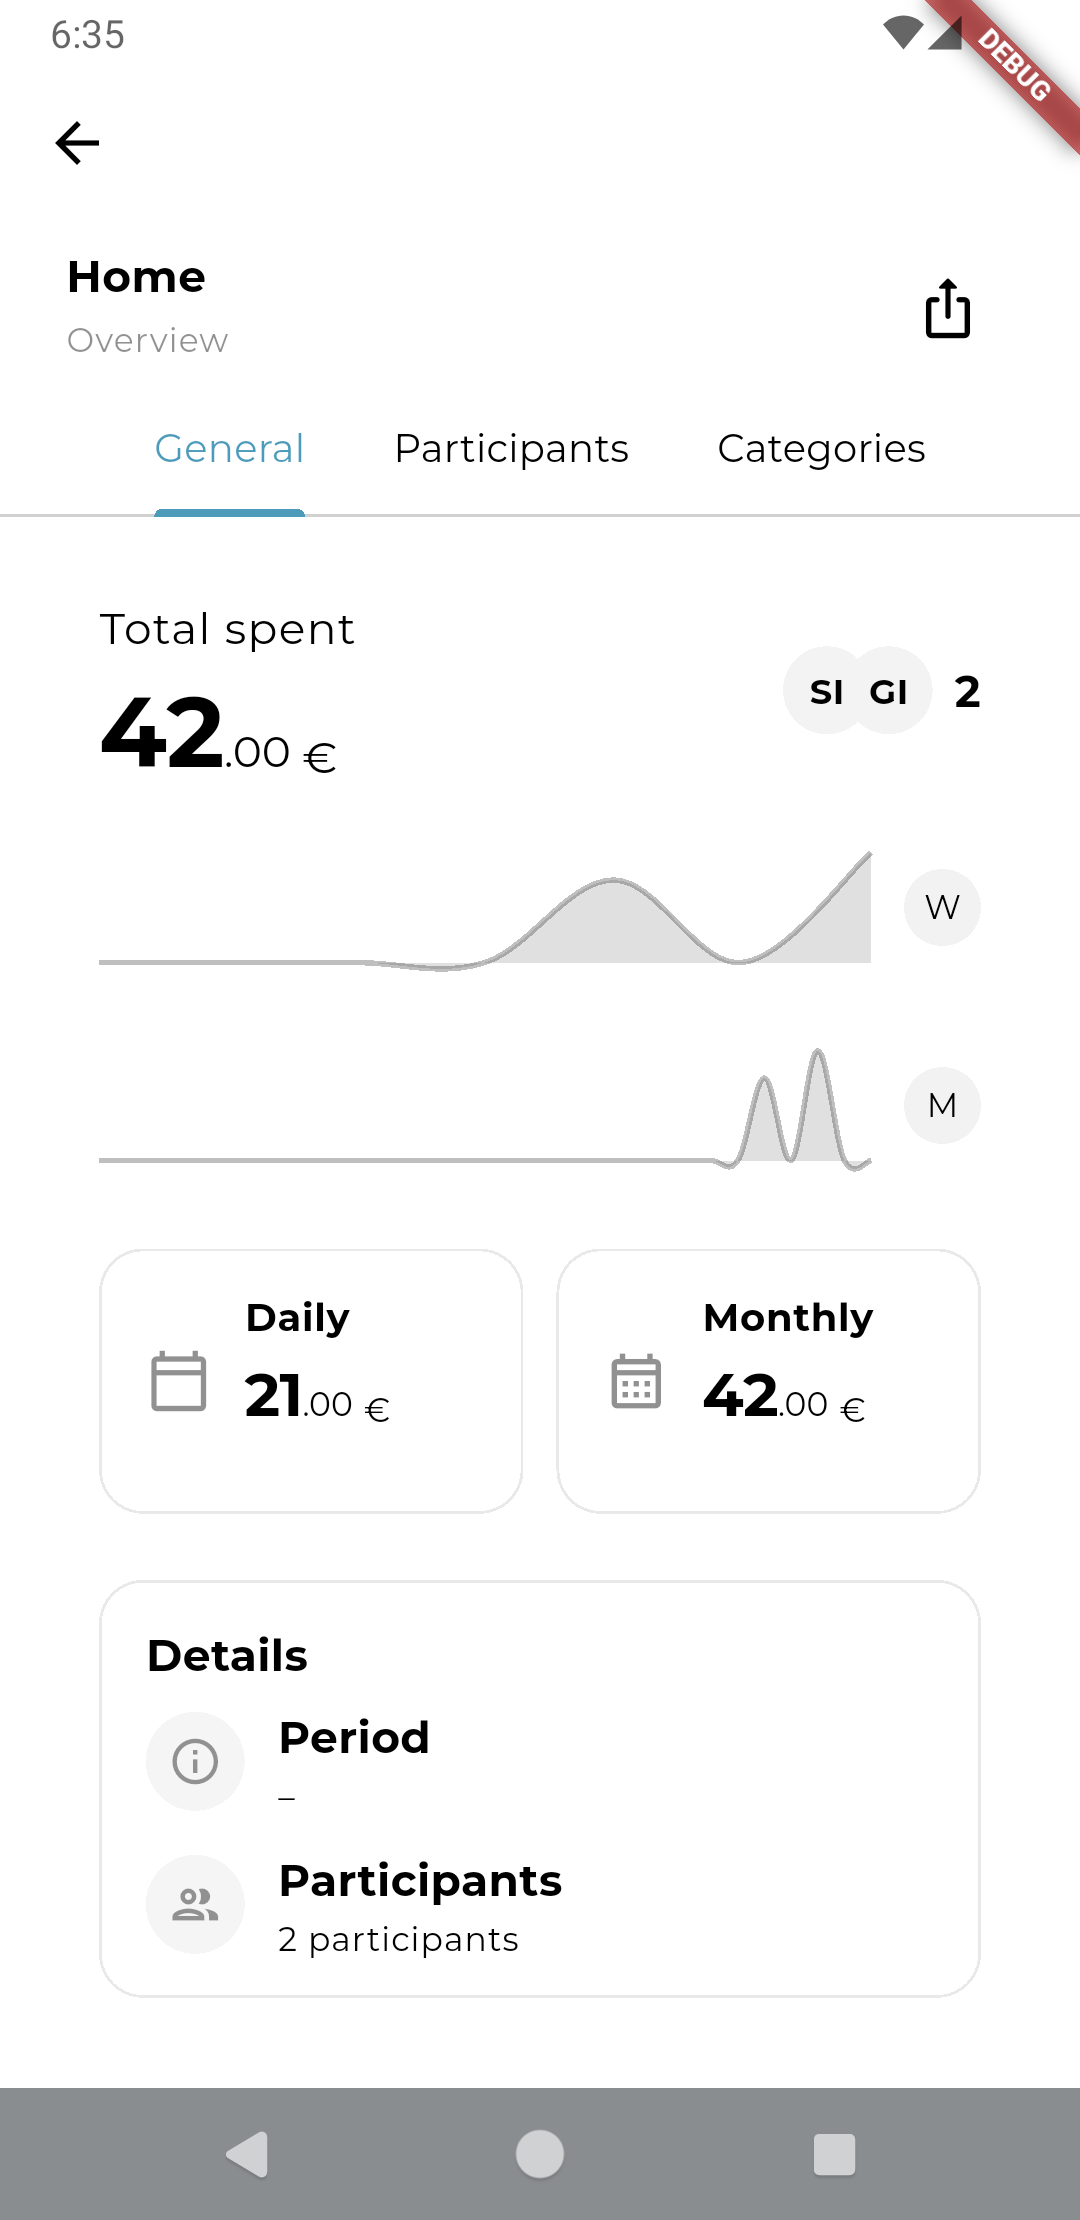 6:35
DEBUG
Home
Overview
General Participants Categories
Total spent
42.00 €
SI GI 2
W
M
Daily
21.00 €
Monthly
42.00 €
Details
Period
–
Participants
2 participants